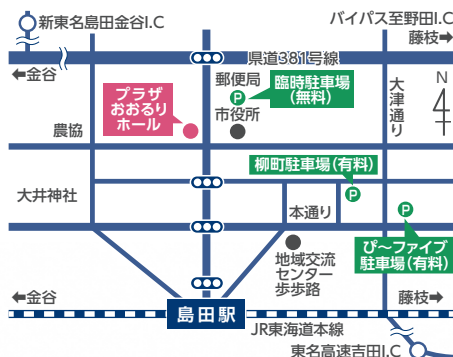 新東名島田金谷I.C
バイパス至野田I.C
藤枝➡
県道381号線
⬅金谷
郵便局
P
臨時駐車場
(無料)
プラザ
おおるり
ホール
市役所
農協
大津通り
N
4
柳町駐車場(有料)
P
大井神社
本通り
P
ぴ〜ファイブ
駐車場(有料)
地域交流
センター
歩歩路
⬅金谷
島田駅
藤枝➡
JR東海道本線
東名高速吉田I.C